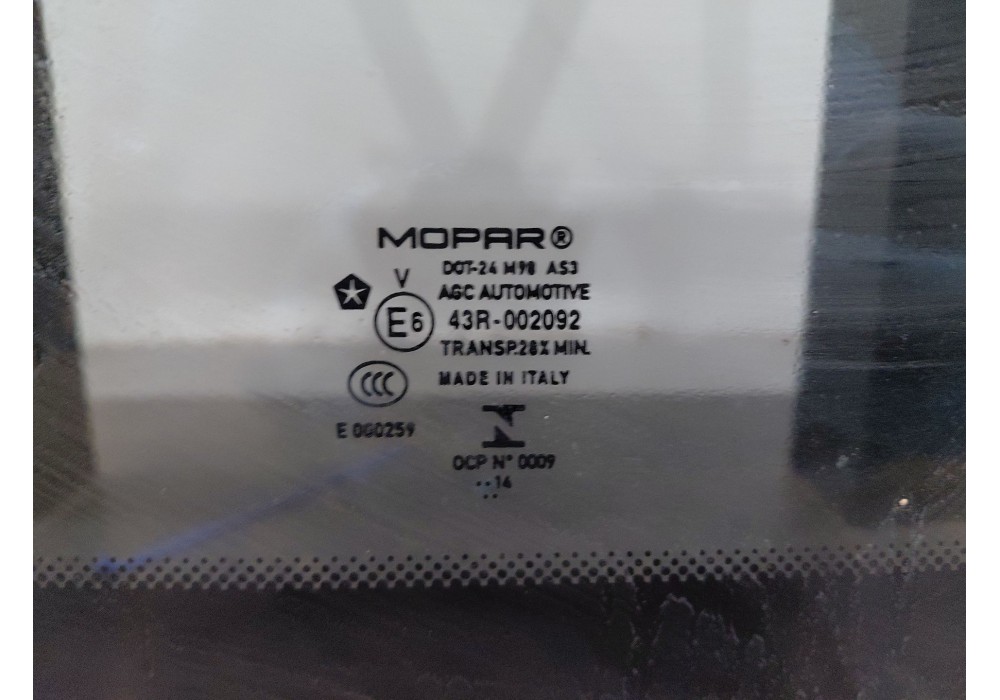 MOPAR®
DOT-24 M98 AS3
V
AGC AUTOMOTIVE
E6 43R-002092
TRANSP.28% MIN.
CCC
MADE IN ITALY
E 000259
OCP N° 0009
..14